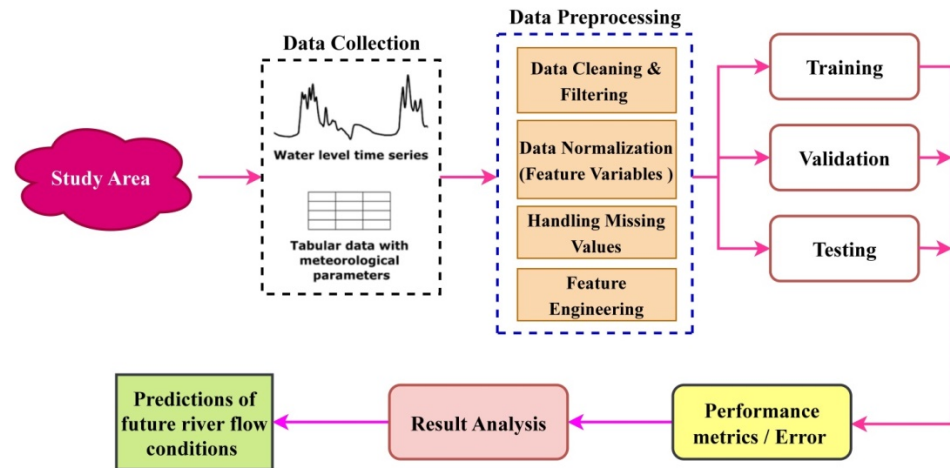 Study Area
Data Collection
Water level time series
Tabular data with
meteorological
parameters
Data Preprocessing
Data Cleaning &
Filtering
Data Normalization
(Feature Variables )
Handling Missing
Values
Feature
Engineering
Training
Validation
Testing
Performance
metrics / Error
Result Analysis
Predictions of
future river flow
conditions